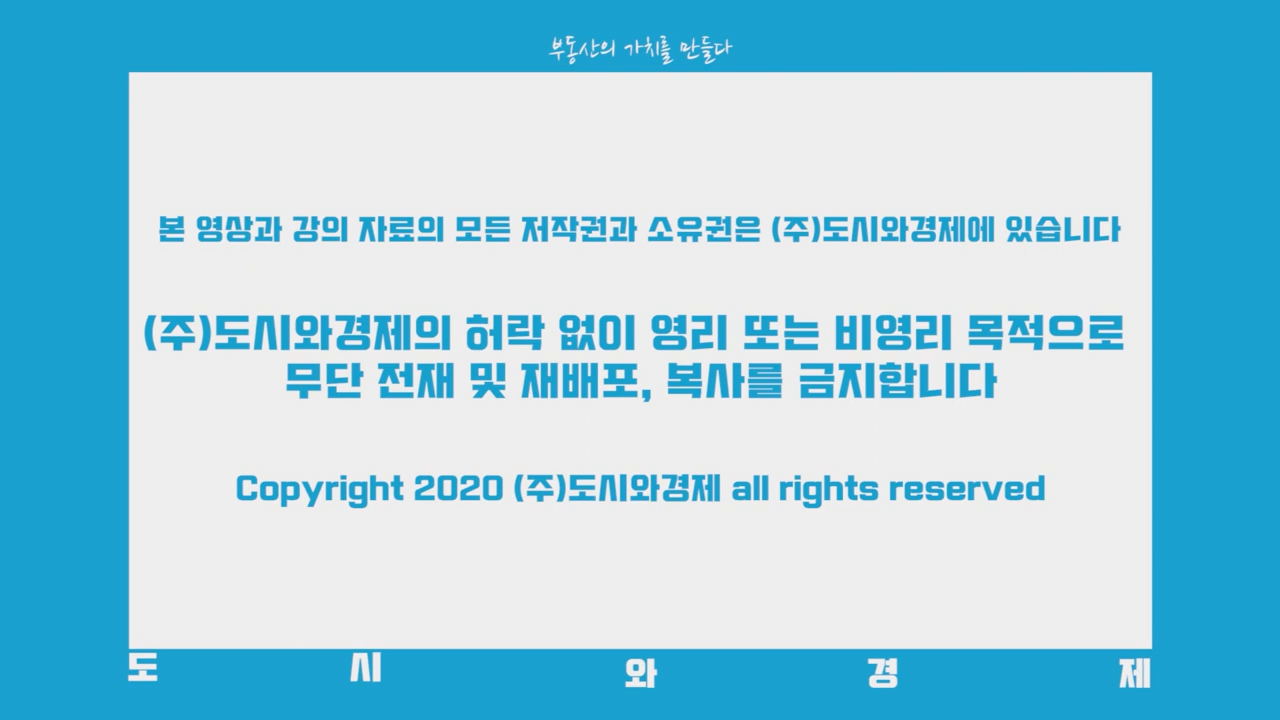 부동산의 가치를 만들다
본 영상과 강의 자료의 모든 저작권과 소유권은 (주)도시와경제에 있습니다
(주)도시와경제의 허락 없이 영리 또는 비영리 목적으로
무단 전재 및 재배포, 복사를 금지합니다
Copyright 2020 (주)도시와경제 all rights reserved
도 시 와 경 제